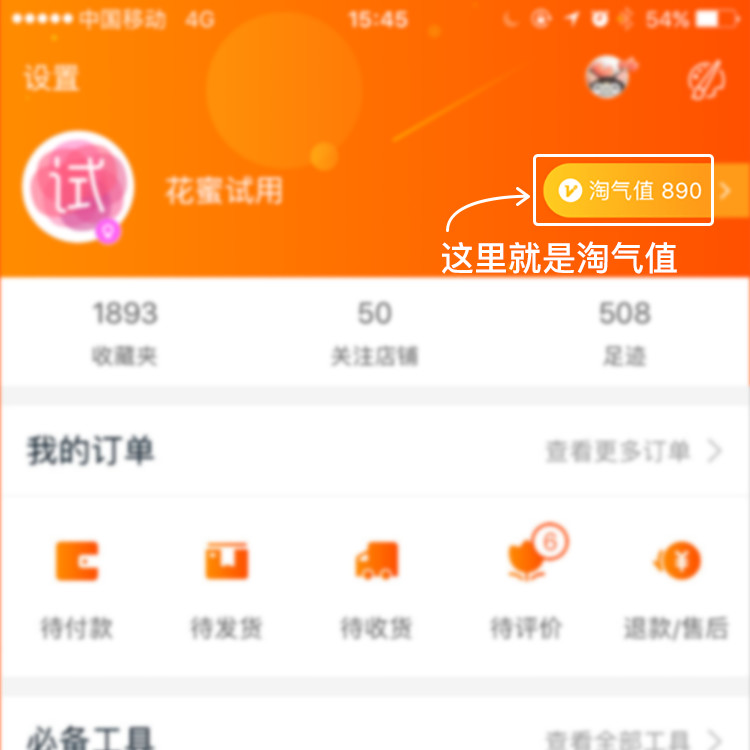 中国移动 4G 15:45 54%
设置
试
花蜜试用
淘气值 890
这里就是淘气值
1893 50 508
收藏夹 关注店铺 足迹
我的订单 查看更多订单
6
待付款 待发货 待收货 待评价 退款/售后
必备工具 查看全部工具